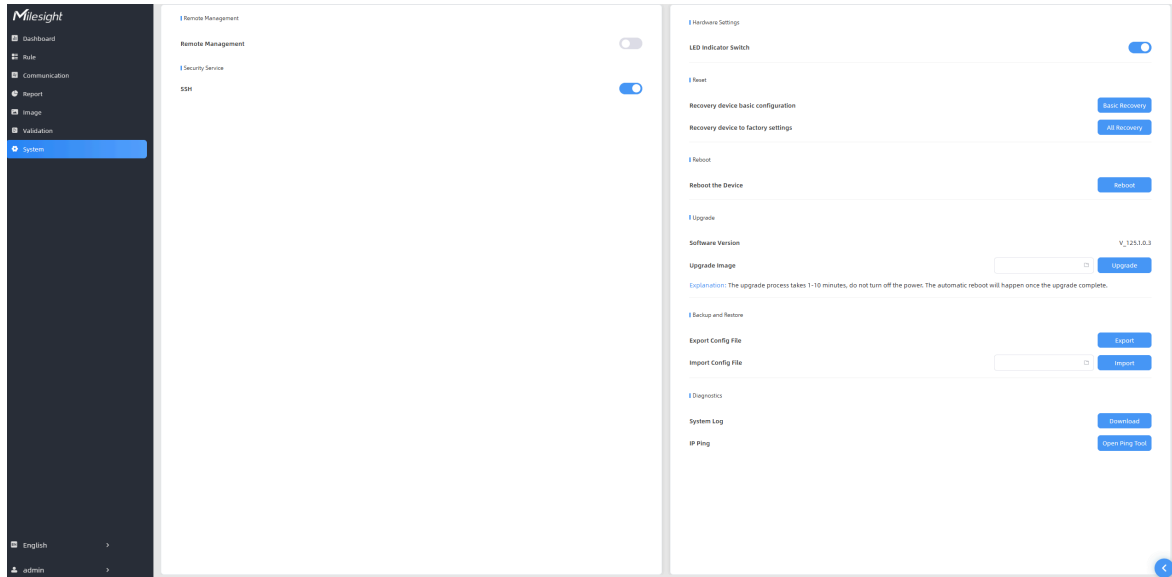 Milesight
Dashboard
Rule
Communication
Report
Image
Validation
System
English
admin
Remote Management
Remote Management
Security Service
SSH
Hardware Settings
LED Indicator Switch
Reset
Recovery device basic configuration Basic Recovery
Recovery device to factory settings All Recovery
Reboot
Reboot the Device Reboot
Upgrade
Software Version V_125.1.0.3
Upgrade Image Upgrade
Explanation: The upgrade process takes 1-10 minutes, do not turn off the power. The automatic reboot will happen once the upgrade complete.
Backup and Restore
Export Config File Export
Import Config File Import
Diagnostics
System Log Download
IP Ping Open Ping Tool